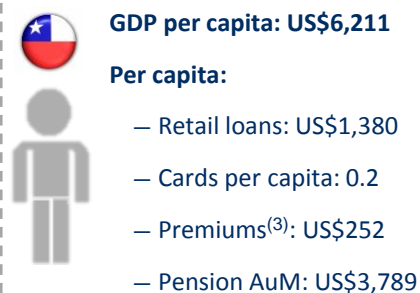 GDP per capita: US$6,211
Per capita:
— Retail loans: US$1,380
— Cards per capita: 0.2
— Premiums(3): US$252
— Pension AuM: US$3,789